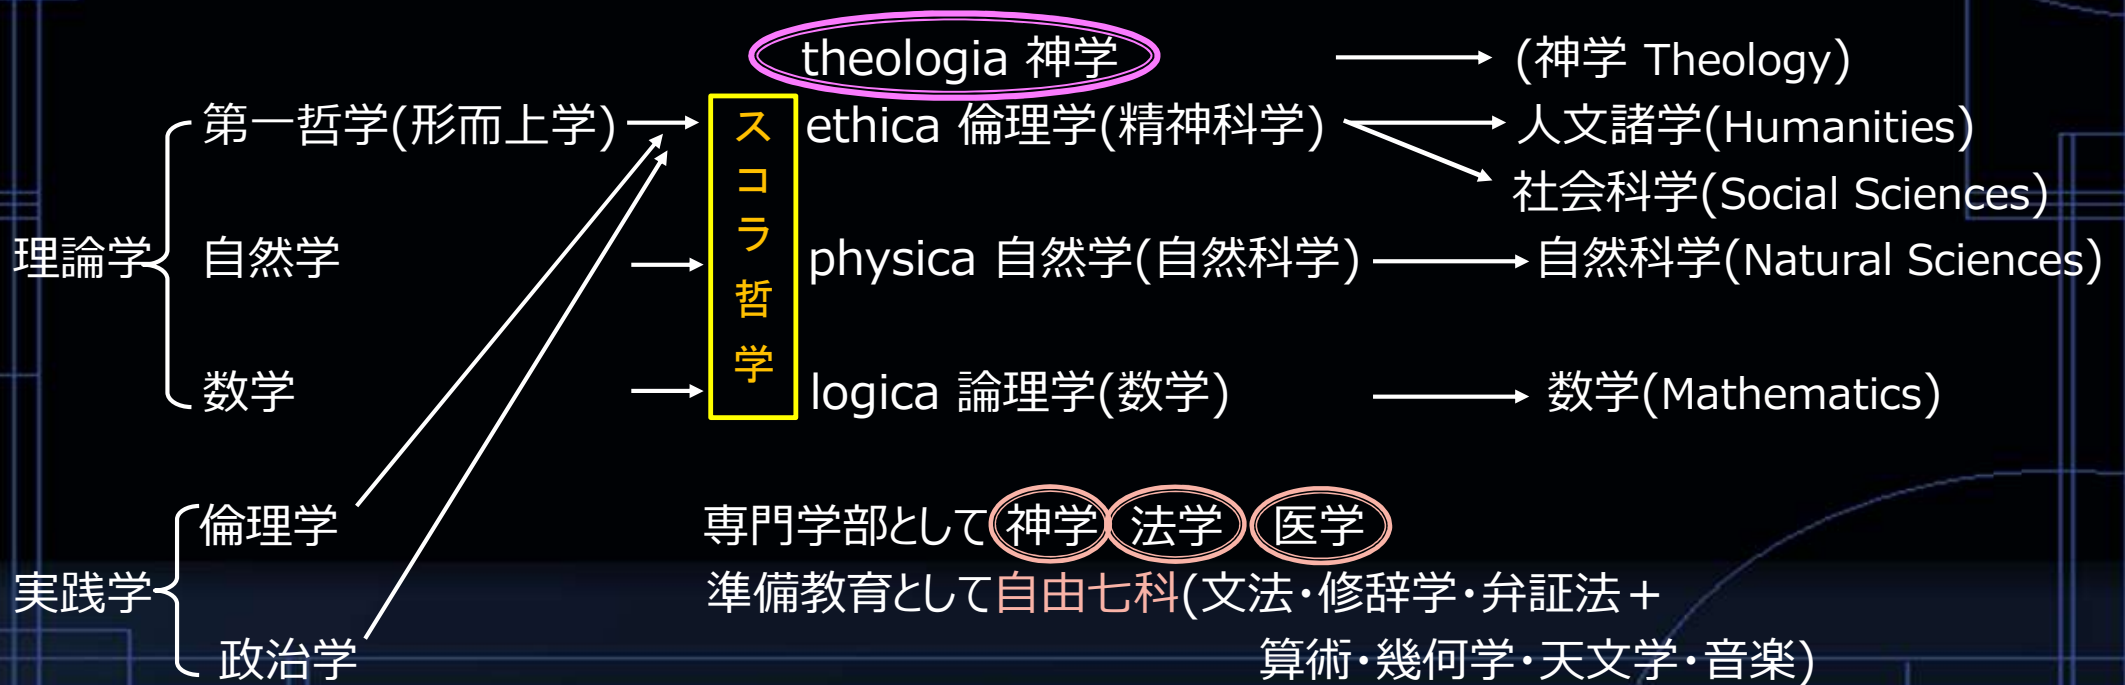 theologia 神学
(神学 Theology)
第一哲学(形而上学)
スコラ哲学
ethica 倫理学(精神科学)
人文諸学(Humanities)
社会科学(Social Sciences)
理論学
自然学
physica 自然学(自然科学)
自然科学(Natural Sciences)
数学
logica 論理学(数学)
数学(Mathematics)
倫理学
専門学部として神学 法学 医学
実践学
準備教育として自由七科(文法・修辞学・弁証法＋
政治学
算術・幾何学・天文学・音楽)